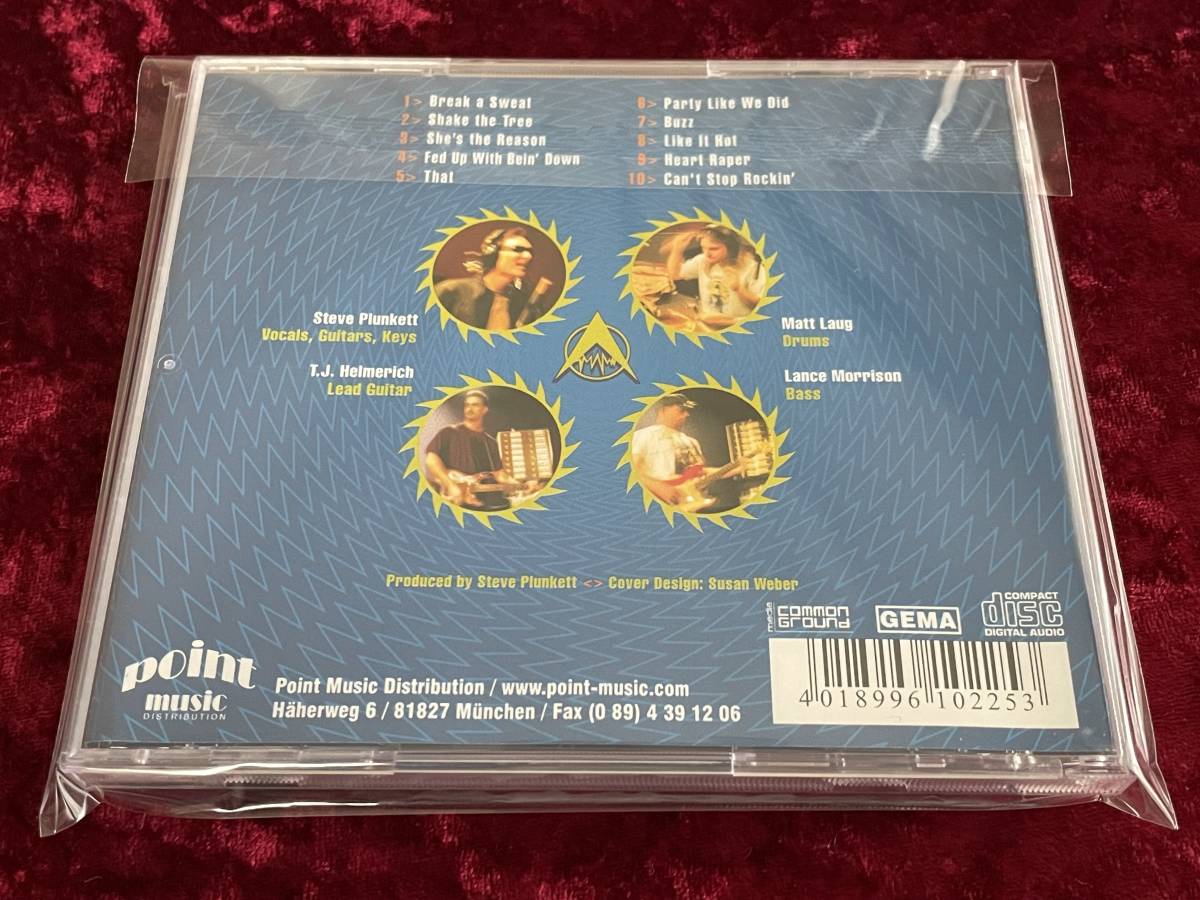 1> Break a Sweat
2> Shake the Tree
3> She's the Reason
4> Fed Up With Bein' Down
5> That
6> Party Like We Did
7> Buzz
8> Like It Hot
9> Heart Raper
10> Can't Stop Rockin'
Steve Plunkett
Vocals, Guitars, Keys
Matt Laug
Drums
T.J. Helmerich
Lead Guitar
Lance Morrison
Bass
Produced by Steve Plunkett <> Cover Design: Susan Weber
media
COMMON
GROUND
GEMA
COMPACT
disc
DIGITAL AUDIO
point
music
DISTRIBUTION
Point Music Distribution / www.point-music.com
Häherweg 6 / 81827 München / Fax (0 89) 4 39 12 06
4 018996 102253